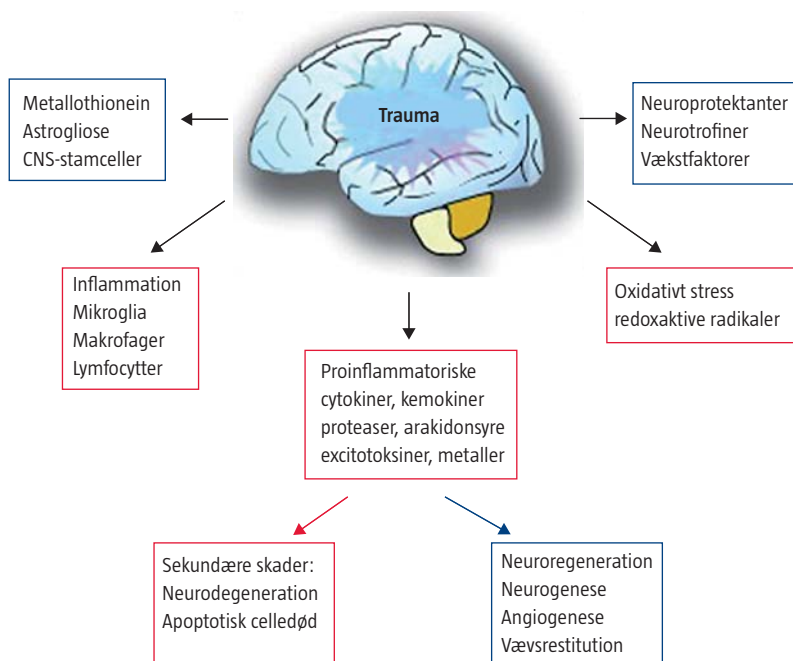 Trauma
Metallothionein
Astrogliose
CNS-stamceller
Neuroprotektanter
Neurotrofiner
Vækstfaktorer
Inflammation
Mikroglia
Makrofager
Lymfocytter
Oxidativt stress
redoxaktive radikaler
Proinflammatoriske
cytokiner, kemokiner
proteaser, arakidonsyre
excitotoksiner, metaller
Sekundære skader:
Neurodegeneration
Apoptotisk celledød
Neuroregeneration
Neurogenese
Angiogenese
Vævsrestitution